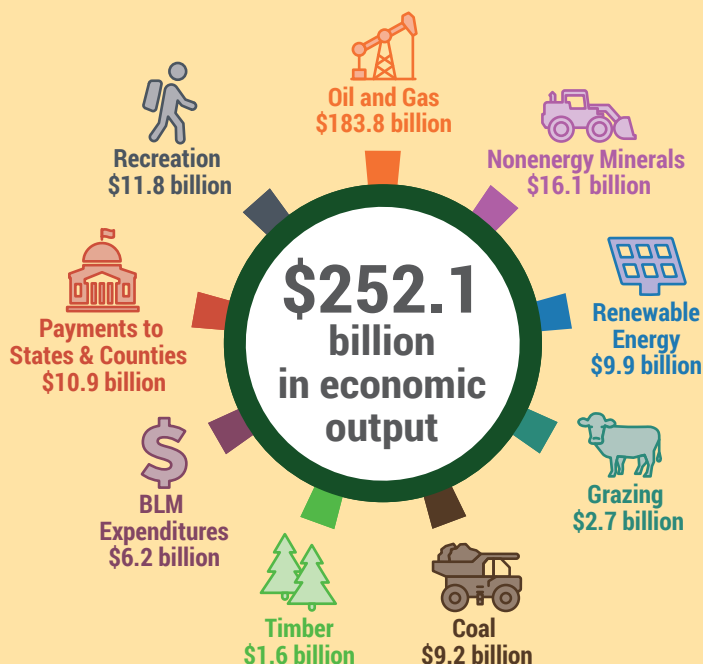 Oil and Gas
$183.8 billion
Nonenergy Minerals
$16.1 billion
Renewable
Energy
$9.9 billion
Grazing
$2.7 billion
Coal
$9.2 billion
Timber
$1.6 billion
BLM
Expenditures
$6.2 billion
Payments to
States & Counties
$10.9 billion
Recreation
$11.8 billion
$252.1
billion
in economic
output
$